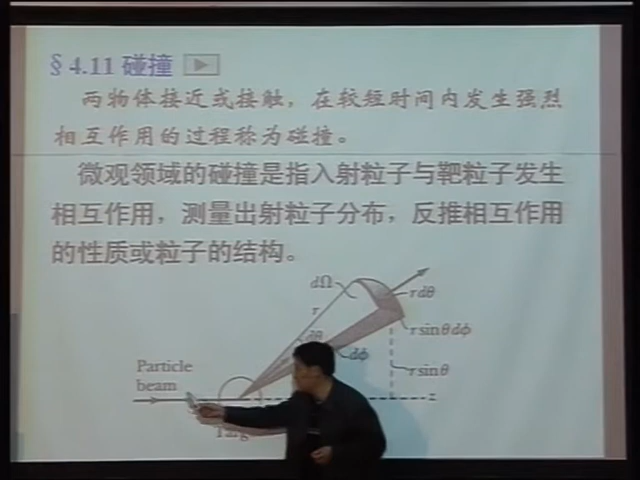 § 4.11 碰撞
两物体接近或接触，在较短时间内发生强烈
相互作用的过程称为碰撞。
微观领域的碰撞是指入射粒子与靶粒子发生
相互作用，测量出射粒子分布，反推相互作用
的性质或粒子的结构。
dΩ
r dθ
r
r sinθ dϕ
dθ
dϕ
Particle
beam
r sinθ
z